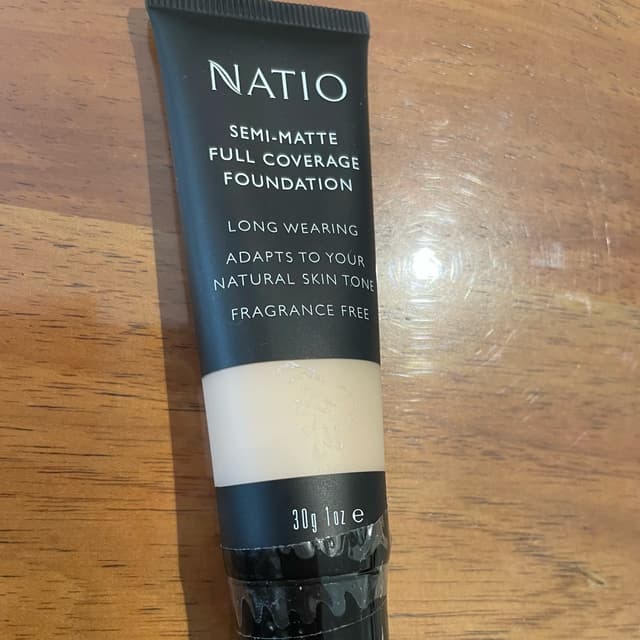 NATIO
SEMI-MATTE
FULL COVERAGE
FOUNDATION
LONG WEARING
ADAPTS TO YOUR
NATURAL SKIN TONE
FRAGRANCE FREE
30g 1oz e